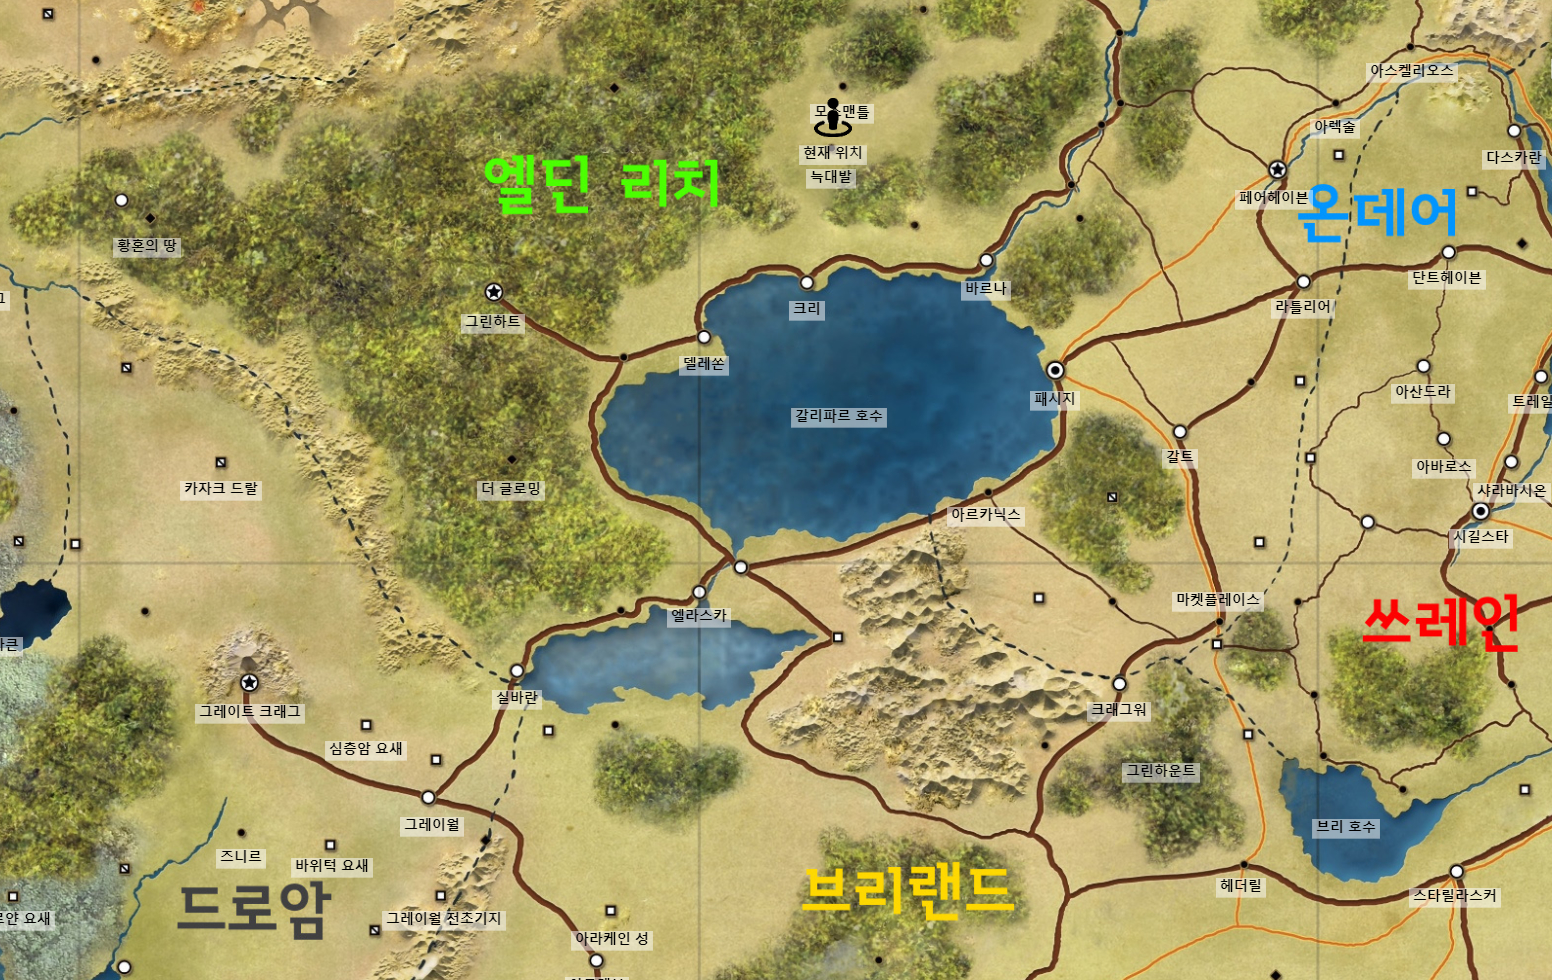 아스켈리오스
아렉술
현재 위치
다스카란
늑대발
엘딘 리치
페어헤이븐
온데어
황혼의 땅
단트헤이븐
바르나
크리
라틀리어
그린하트
델레쏜
아산드라
패시지
트레일
갈리파르 호수
갈트
아바로스
카자크 드랄
더 글로밍
샤라바시온
아르카닉스
시길스타
마켓플레이스
엘라스카
쓰레인
실바란
그레이트 크래그
크래그워
심층암 요새
그린하운트
그레이월
브리 호수
즈니르
바위턱 요새
헤더릴
스타릴라스커
브리랜드
드로암
그레이월 전초기지
아라케인 성